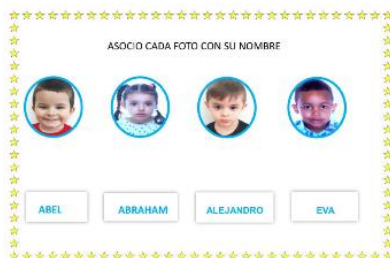 ASOCIO CADA FOTO CON SU NOMBRE
ABEL
ABRAHAM
ALEJANDRO
EVA